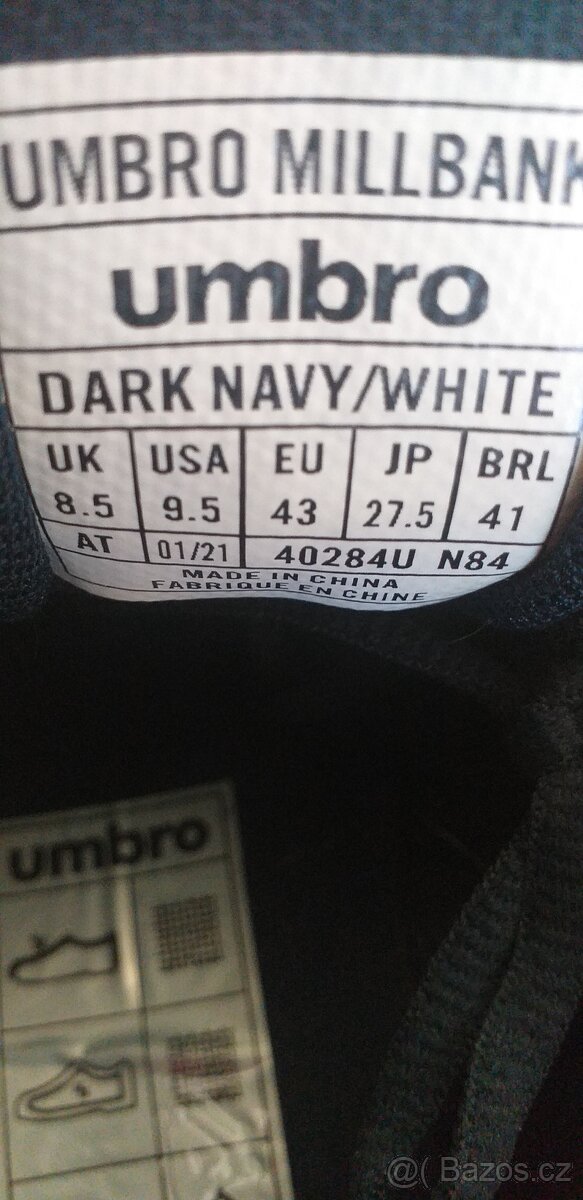 UMBRO MILLBANK
umbro
DARK NAVY/WHITE
UK USA EU JP BRL
8.5 9.5 43 27.5 41
AT 01/21 40284U N84
MADE IN CHINA
FABRIQUE EN CHINE
umbro
@( Bazos.cz